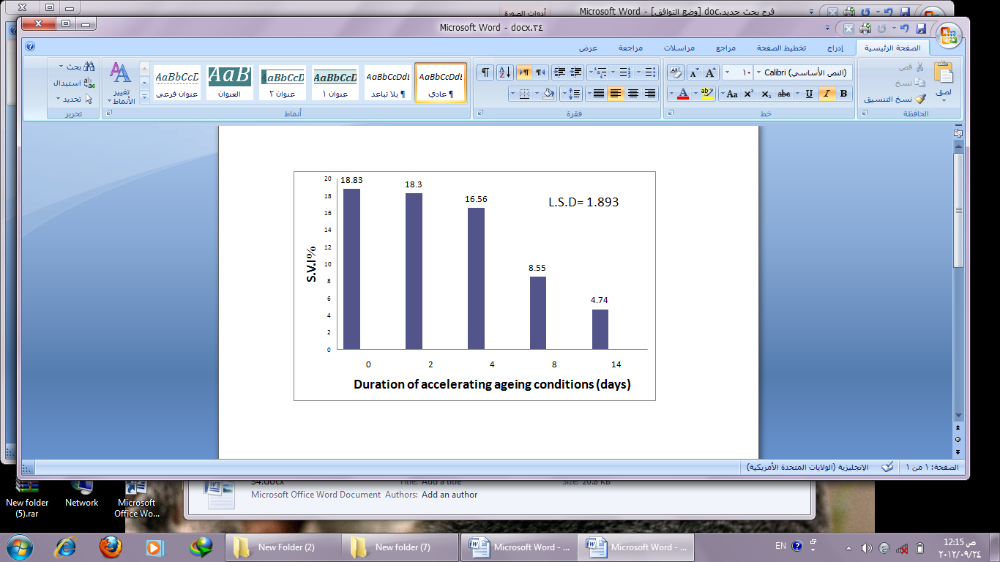 أدوات الصورة
فرح بحث جديد.doc [وضع التوافق] - Microsoft Word
Microsoft Word - docx.٣٤
الصفحة الرئيسية
إدراج
تخطيط الصفحة
مراجع
مراسلات
مراجعة
عرض
قص
نسخ
نسخ التنسيق
لصق
الحافظة
Calibri (النص الأساسي)
١٠
خط
فقرة
AaBbCcDdI
¶ عادي
AaBbCcDdI
¶ بلا تباعد
AaBbCcD
عنوان ١
AaBbCcD
عنوان ٢
AaB
العنوان
AaBbCcD
عنوان فرعي
تغيير
الأنماط
أنماط
بحث
استبدال
تحديد
تحرير
20
18
16
14
12
10
8
6
4
2
0
S.V.I%
18.83
18.3
16.56
8.55
4.74
L.S.D= 1.893
0 2 4 8 14
Duration of accelerating ageing conditions (days)
الصفحة: ١ من ١
الإنجليزية (الولايات المتحدة الأمريكية)
34.docx
Title: Add a title
Size: 20.8 KB
Microsoft Office Word Document
Authors: Add an author
New folder
(5).rar
Network
Microsoft
Office Wo...
New Folder (2)
New folder (7)
Microsoft Word - ...
Microsoft Word - ...
EN
12:15 ص
٢٠١٢/٠٩/٢٤